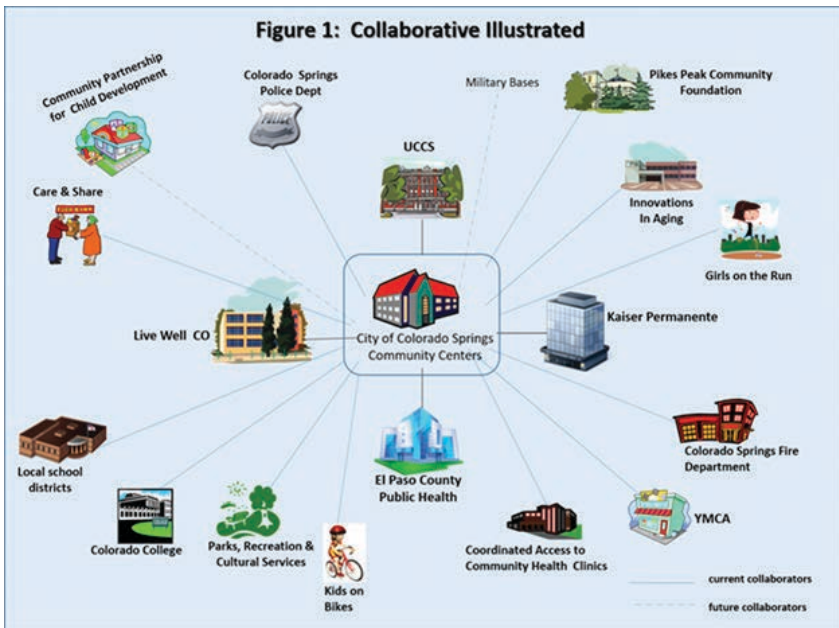 Figure 1:  Collaborative Illustrated
Community Partnership
for Child Development
Colorado Springs
Police Dept
Military Bases
Pikes Peak Community
Foundation
POLICE
UCCS
Care & Share
Innovations
In Aging
Girls on the Run
Live Well CO
City of Colorado Springs
Community Centers
Kaiser Permanente
Local school
districts
El Paso County
Public Health
Colorado Springs Fire
Department
Colorado College
Parks, Recreation &
Cultural Services
Kids on
Bikes
Coordinated Access to
Community Health Clinics
YMCA
current collaborators
future collaborators